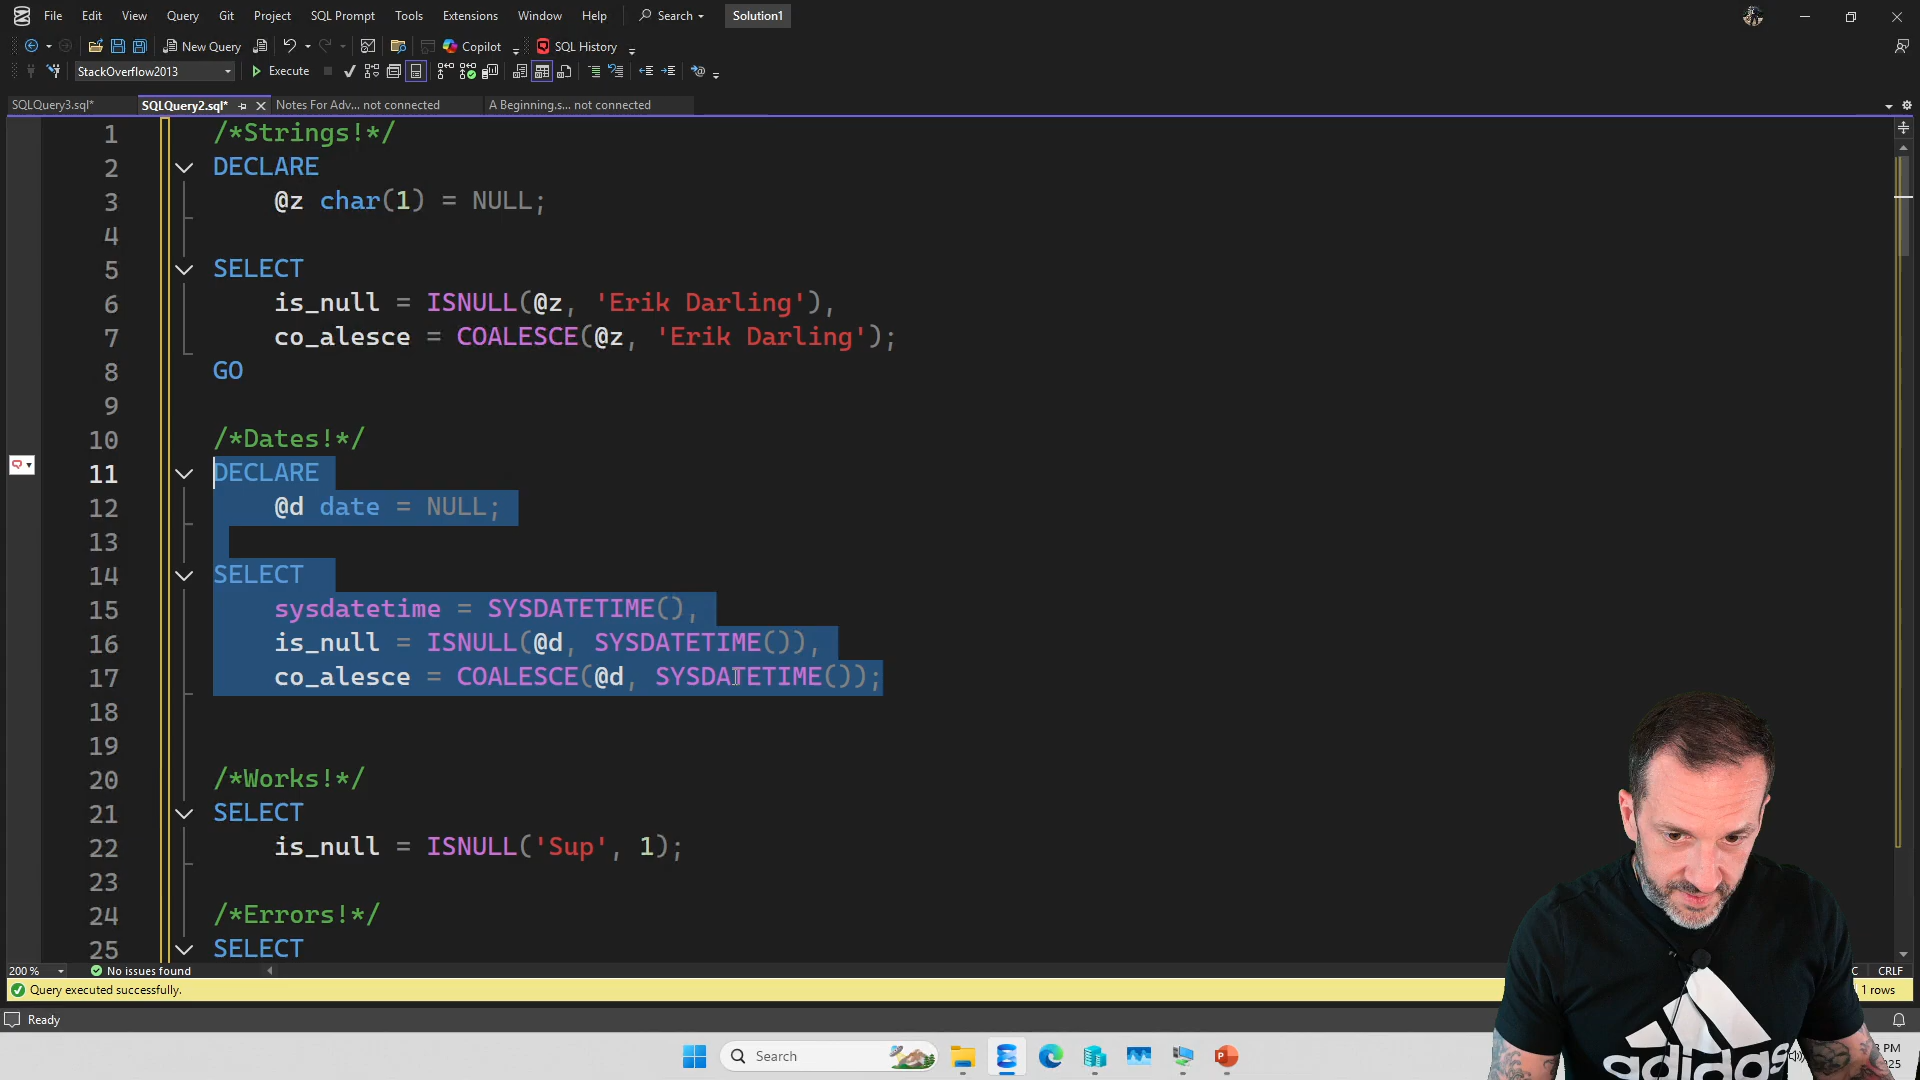 File Edit View Query Git Project SQL Prompt Tools Extensions Window Help Search Solution1
New Query Copilot SQL History
StackOverflow2013 Execute
SQLQuery3.sql* SQLQuery2.sql* Notes For Adv... not connected A Beginning.s... not connected
1 /*Strings!*/
2 DECLARE
3 @z char(1) = NULL;
4
5 SELECT
6 is_null = ISNULL(@z, 'Erik Darling'),
7 co_alesce = COALESCE(@z, 'Erik Darling');
8 GO
9
10 /*Dates!*/
11 DECLARE
12 @d date = NULL;
13
14 SELECT
15 sysdatetime = SYSDATETIME(),
16 is_null = ISNULL(@d, SYSDATETIME()),
17 co_alesce = COALESCE(@d, SYSDATETIME());
18
19
20 /*Works!*/
21 SELECT
22 is_null = ISNULL('Sup', 1);
23
24 /*Errors!*/
25 SELECT
200 % No issues found CRLF
Query executed successfully. 1 rows
Ready
Search
PM
adidas